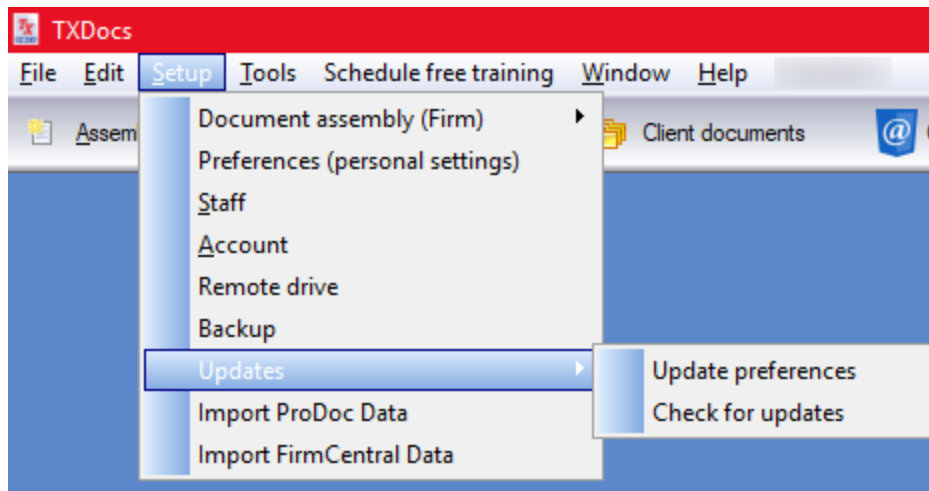 TXDocs
File Edit Setup Tools Schedule free training Window Help
Document assembly (Firm)
Assem Client documents
Preferences (personal settings)
Staff
Account
Remote drive
Backup
Updates
Update preferences
Check for updates
Import ProDoc Data
Import FirmCentral Data